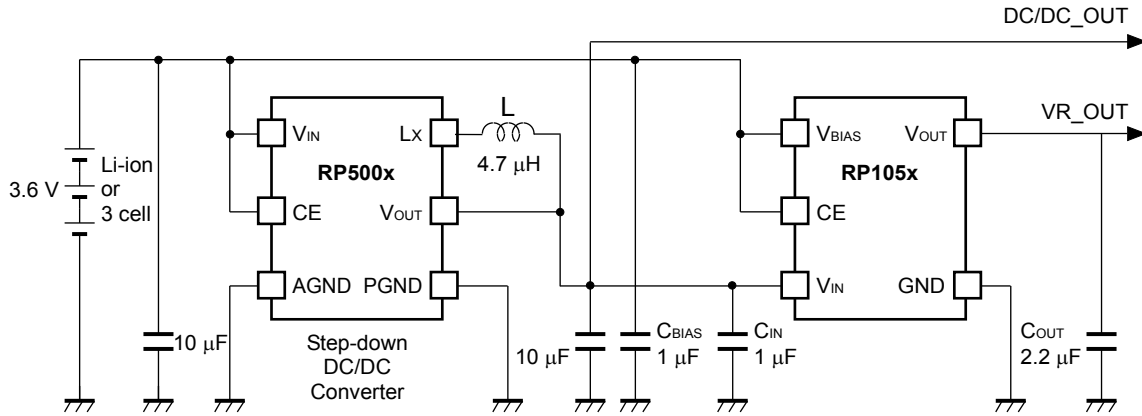 DC/DC_OUT
L
VIN
LX
VBIAS
VOUT
VR_OUT
4.7 μH
Li-ion
or
3 cell
3.6 V
RP500x
RP105x
CE
VOUT
CE
AGND
PGND
VIN
GND
10 μF
Step-down
DC/DC
Converter
10 μF
CBIAS
1 μF
CIN
1 μF
COUT
2.2 μF